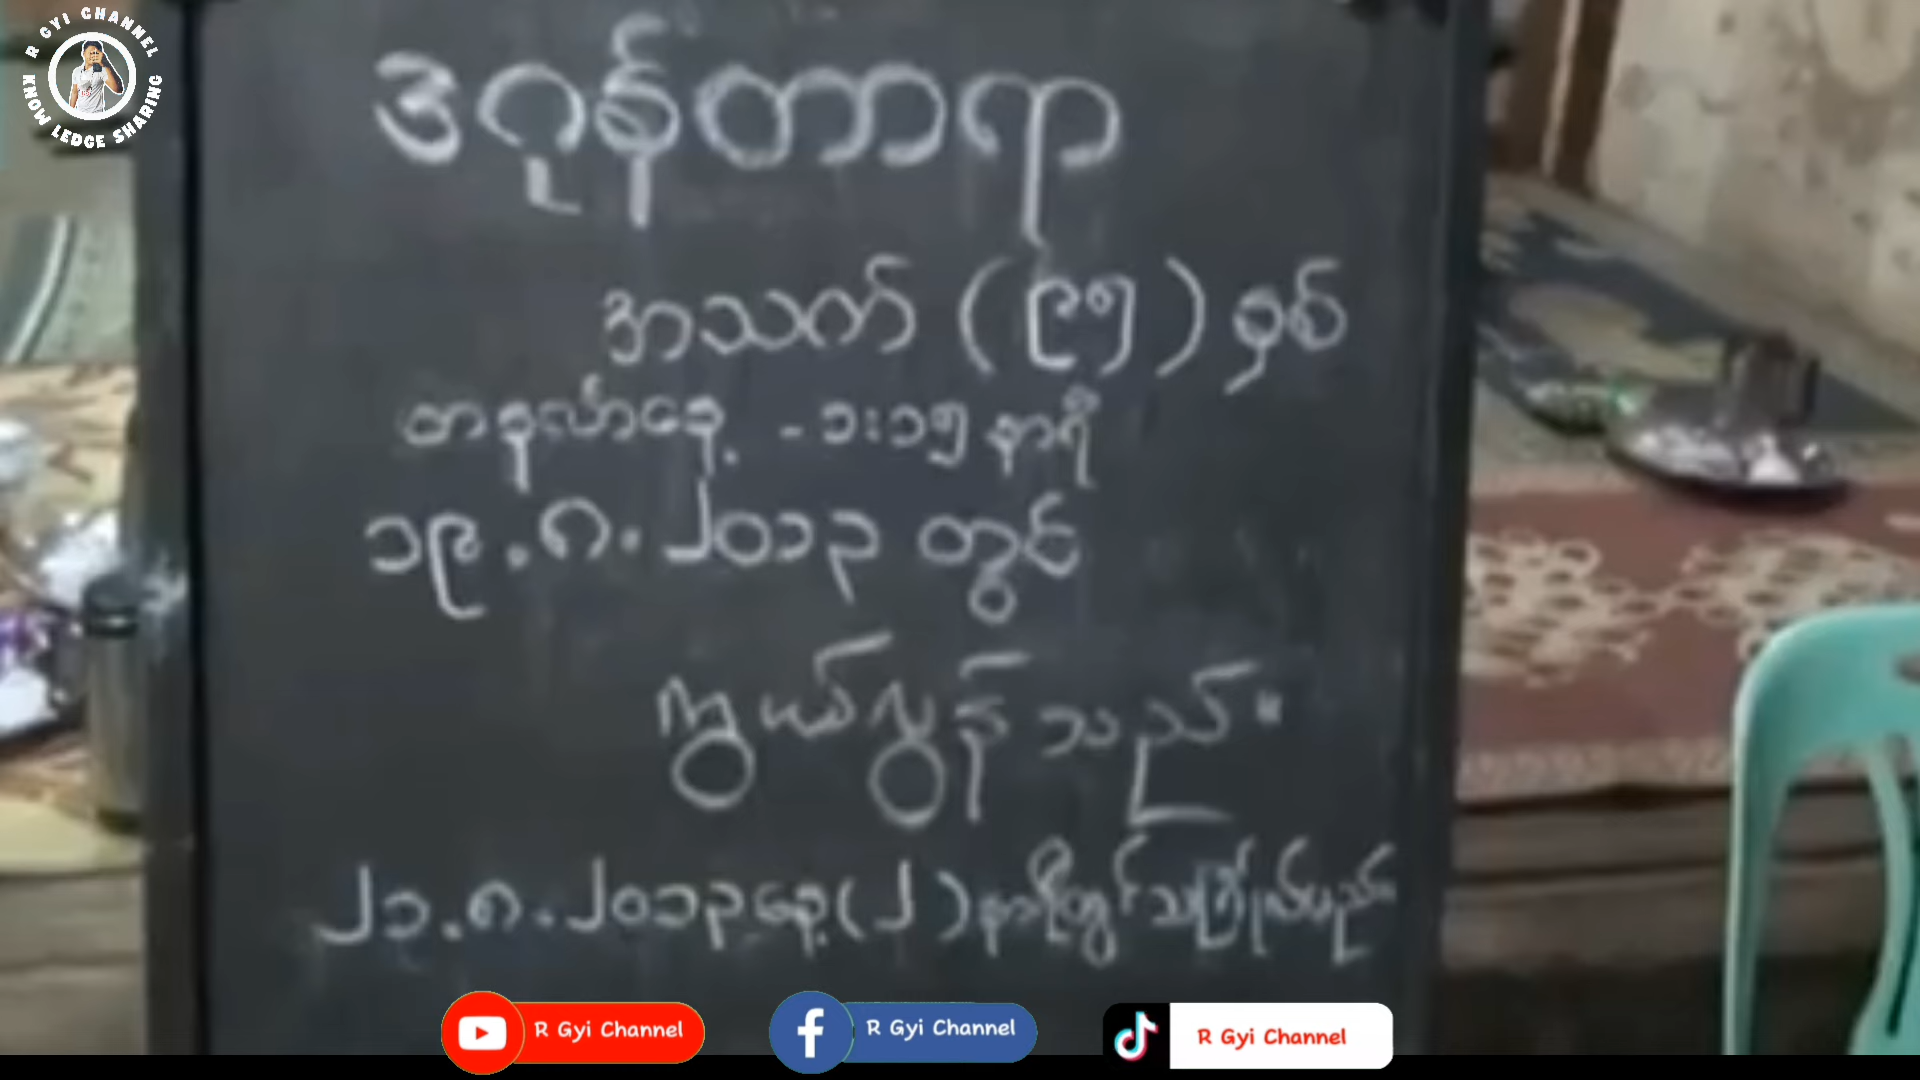 R GYI CHANNEL
KNOW LEDGE SHARING
ဒဂုန်တာရာ
အသက် (၉၅) နှစ်
တနင်္လာနေ့ - ၁း၁၅ နာရီ
၁၉.၈.၂၀၁၃ တွင်
ကွယ်လွန်သည်။
၂၁.၈.၂၀၁၃နေ့(၂)နာရီတွင်သင်္ဂြိုလ်မည်။
R Gyi Channel
R Gyi Channel
R Gyi Channel